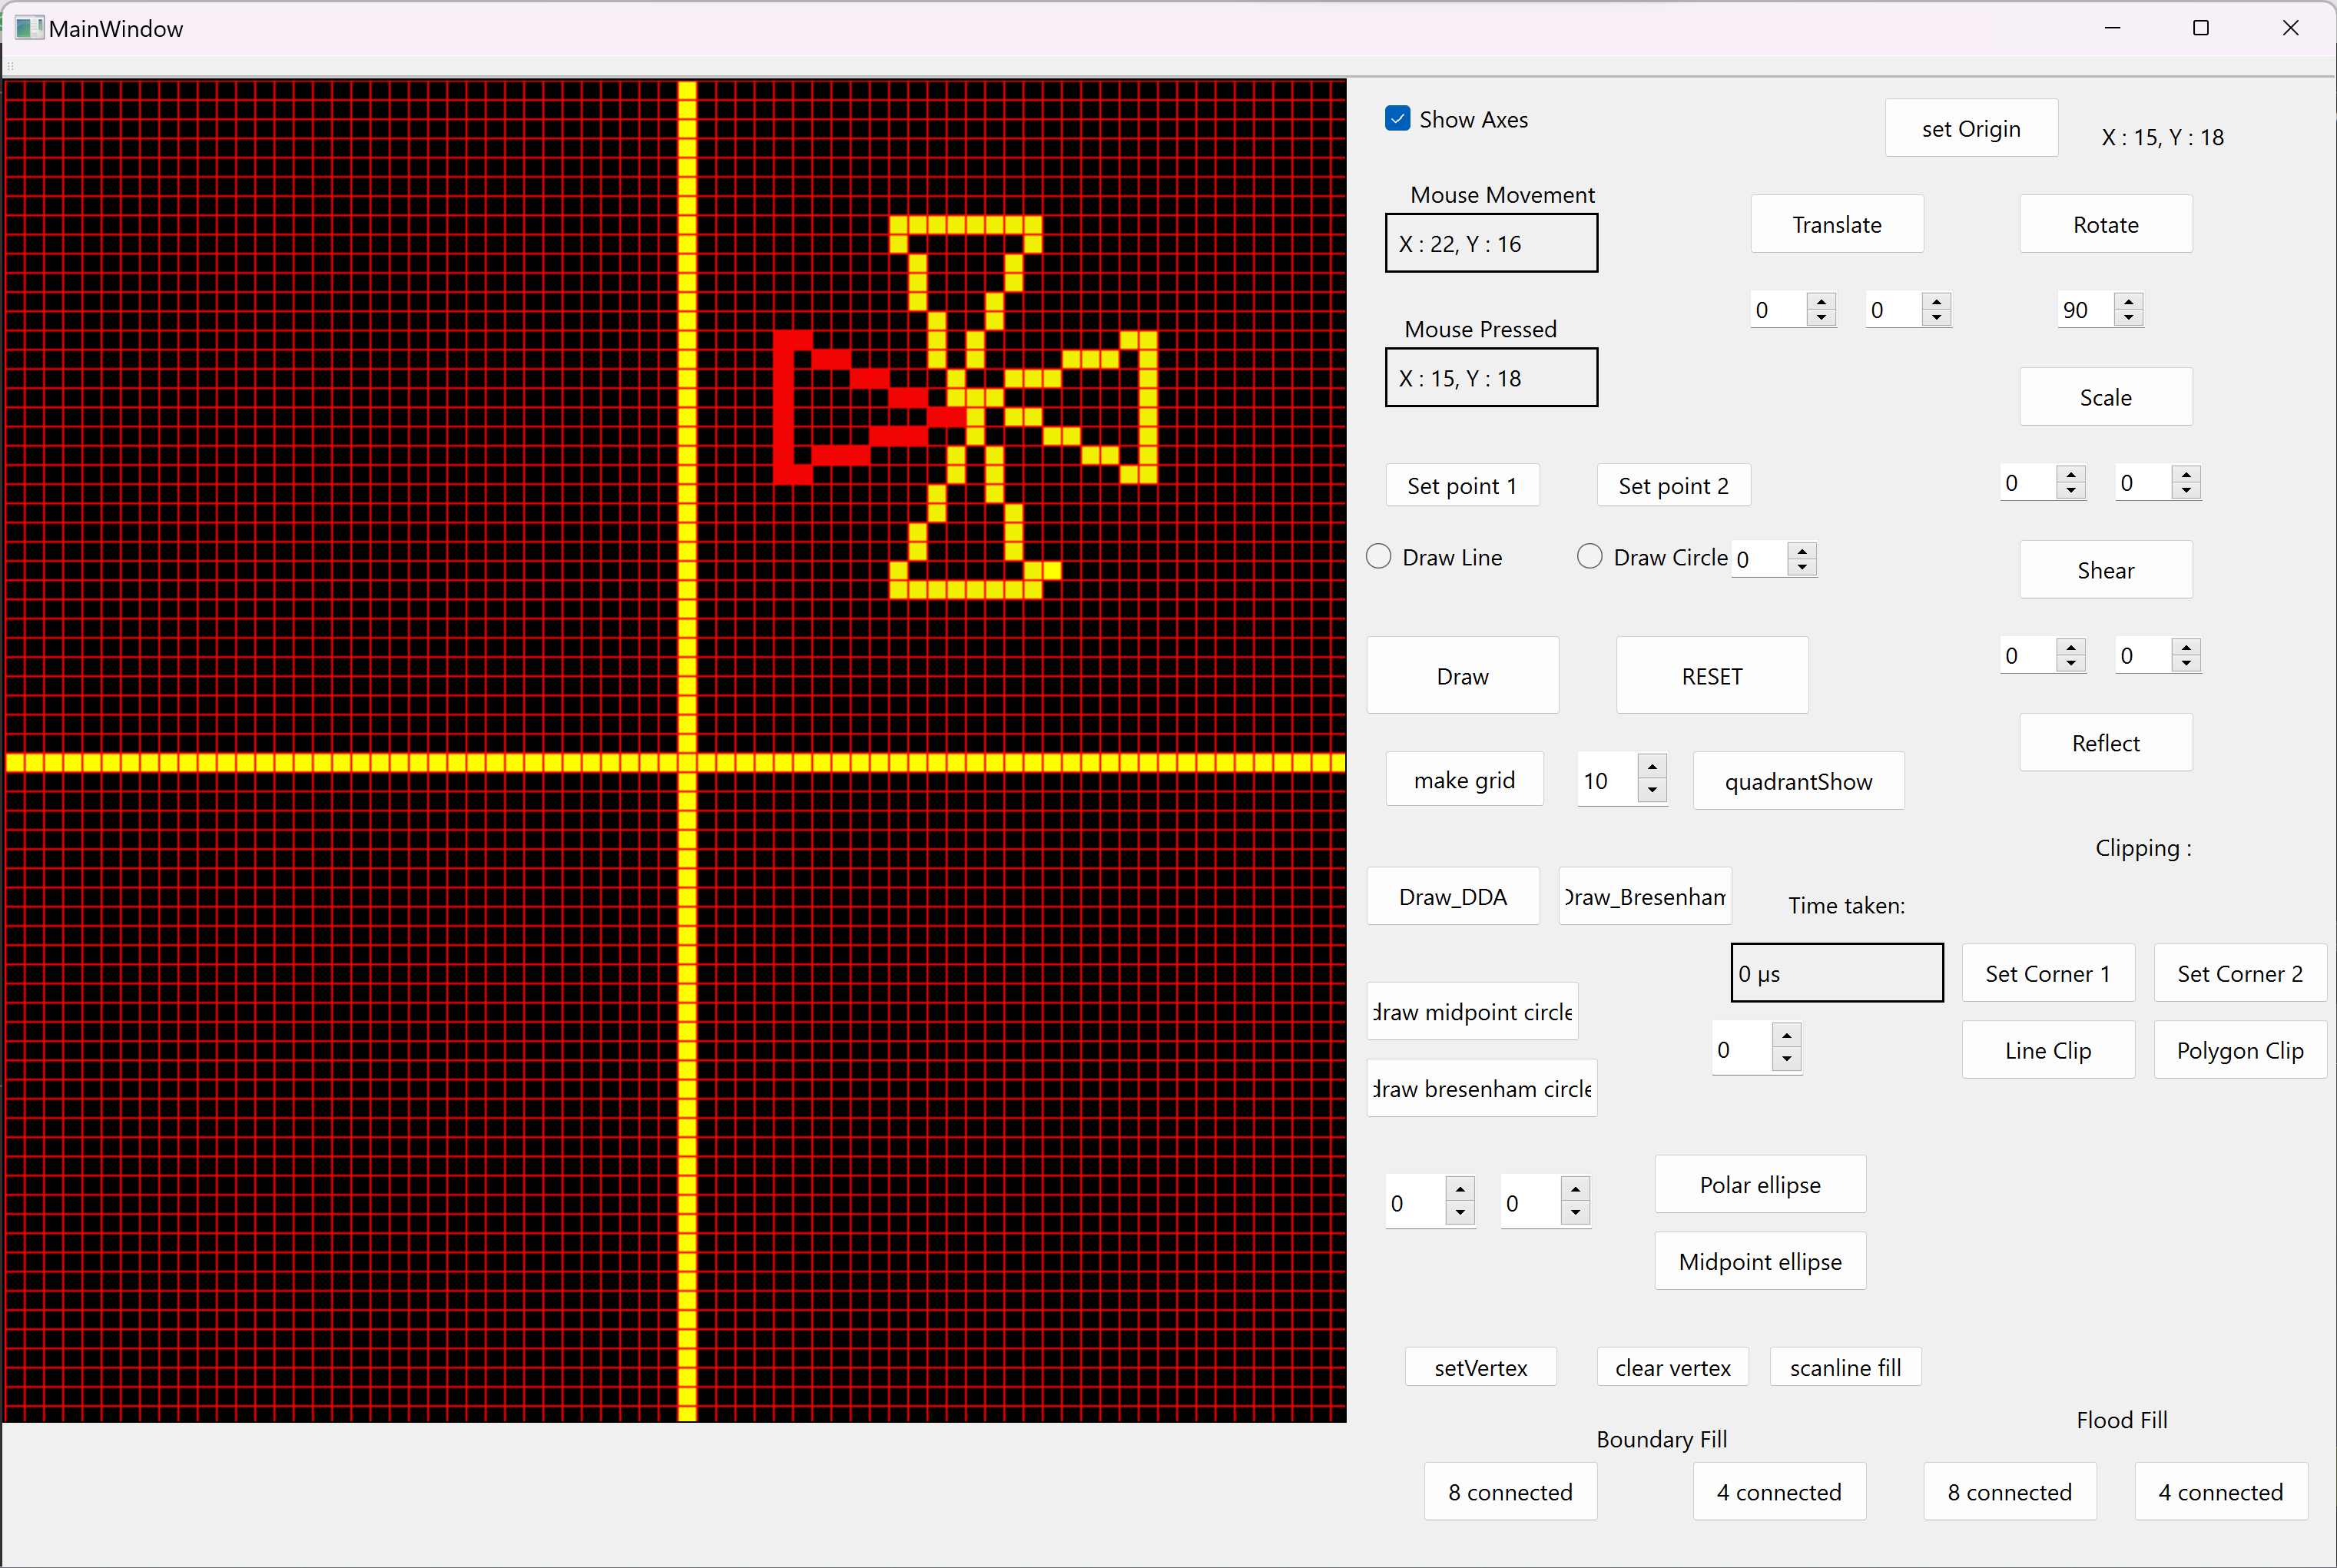 MainWindow
Show Axes
set Origin
X : 15, Y : 18
Mouse Movement
X : 22, Y : 16
Translate
Rotate
0
0
90
Mouse Pressed
X : 15, Y : 18
Scale
Set point 1
Set point 2
0
0
Draw Line
Draw Circle
0
Shear
Draw
RESET
0
0
Reflect
make grid
10
quadrantShow
Clipping :
Draw_DDA
Draw_Bresenham
Time taken:
0 µs
Set Corner 1
Set Corner 2
draw midpoint circle
0
Line Clip
Polygon Clip
draw bresenham circle
0
0
Polar ellipse
Midpoint ellipse
setVertex
clear vertex
scanline fill
Flood Fill
Boundary Fill
8 connected
4 connected
8 connected
4 connected